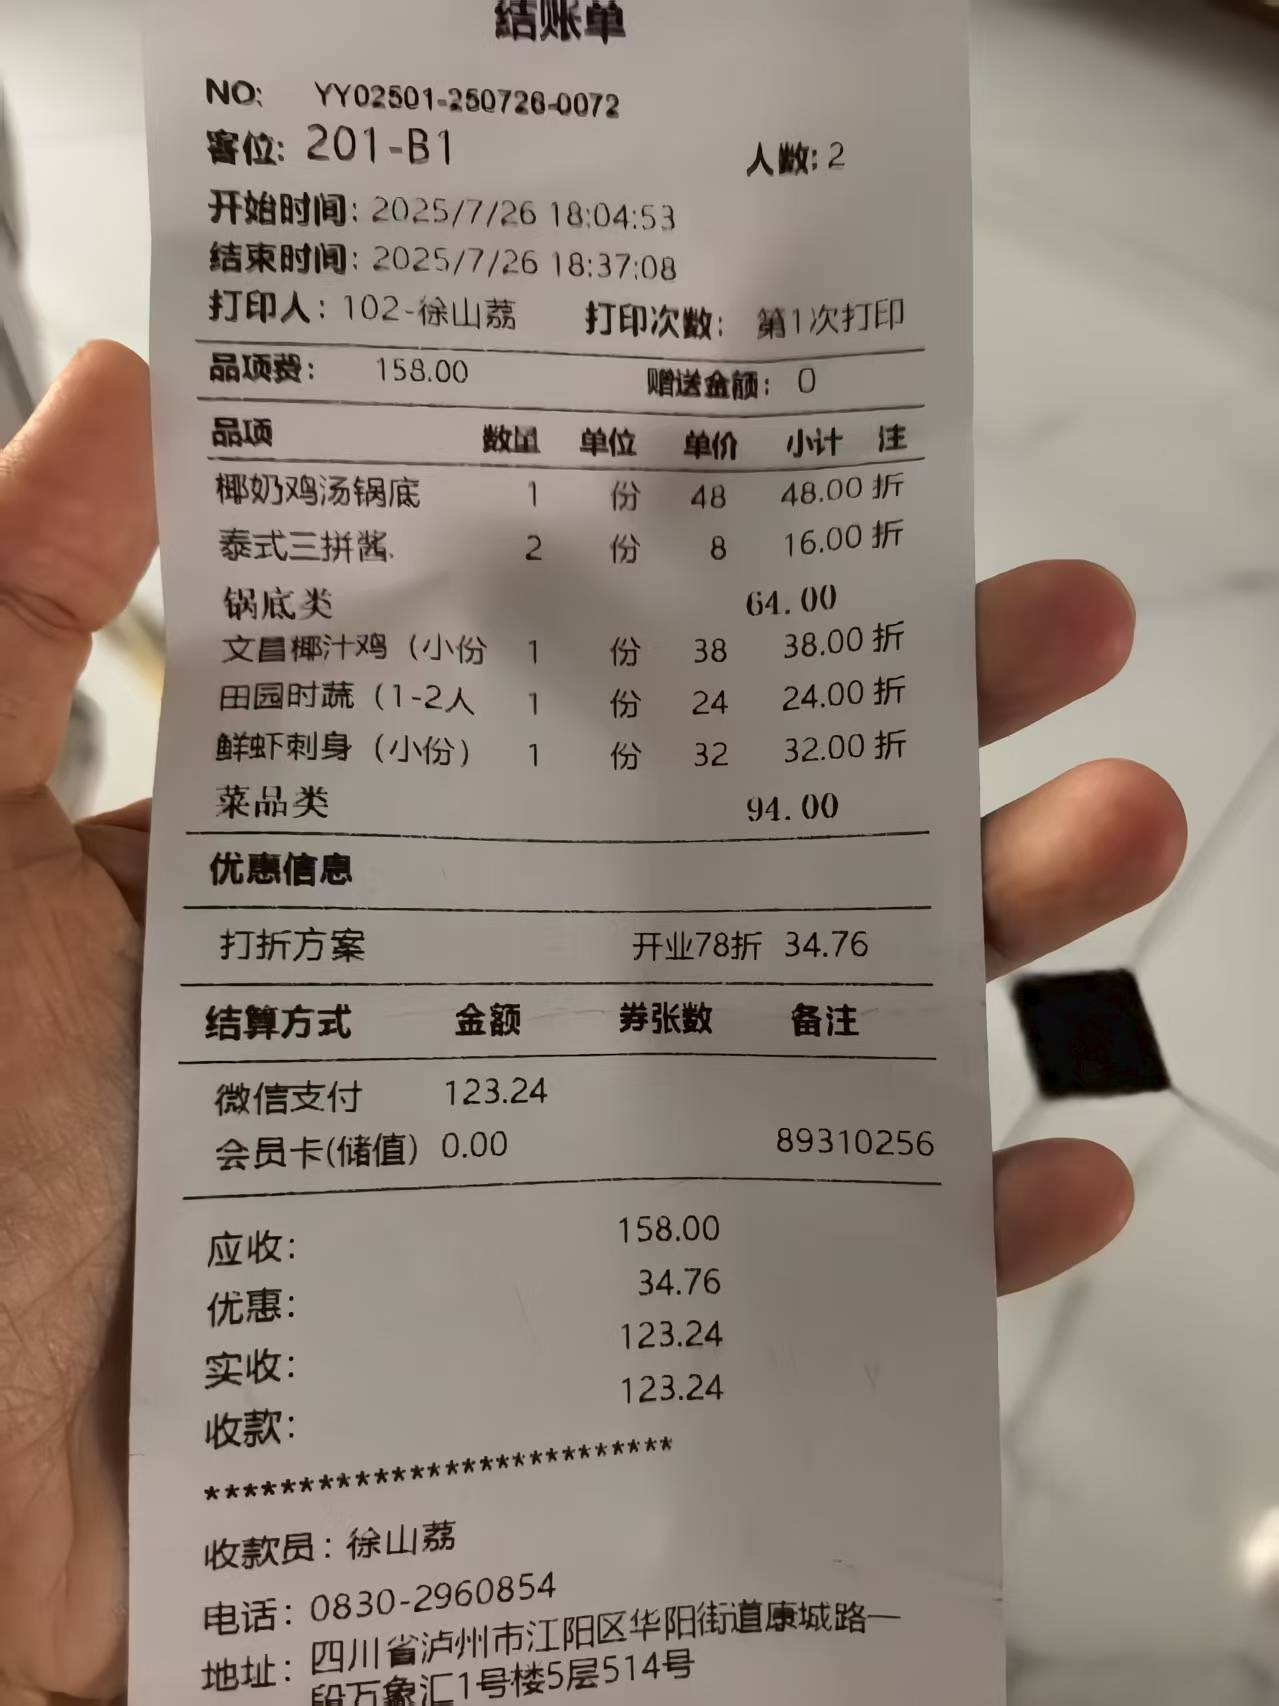 结账单
NO: YY02501-250726-0072
客位: 201-B1 人数: 2
开始时间: 2025/7/26 18:04:53
结束时间: 2025/7/26 18:37:08
打印人: 102-徐山荔 打印次数: 第1次打印
品项费: 158.00 赠送金额: 0
品项 数量 单位 单价 小计 注
椰奶鸡汤锅底 1 份 48 48.00 折
泰式三拼酱. 2 份 8 16.00 折
锅底类 64.00
文昌椰汁鸡（小份 1 份 38 38.00 折
田园时蔬（1-2人 1 份 24 24.00 折
鲜虾刺身（小份） 1 份 32 32.00 折
菜品类 94.00
优惠信息
打折方案 开业78折 34.76
结算方式 金额 券张数 备注
微信支付 123.24
会员卡(储值) 0.00 89310256
应收: 158.00
优惠: 34.76
实收: 123.24
收款: 123.24
*************************
收款员: 徐山荔
电话: 0830-2960854
地址: 四川省泸州市江阳区华阳街道康城路一
段万象汇1号楼5层514号